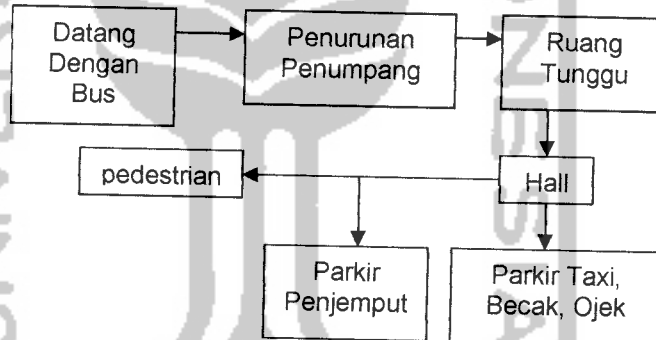 Datang
Dengan
Bus
Penurunan
Penumpang
Ruang
Tunggu
pedestrian
Hall
Parkir
Penjemput
Parkir Taxi,
Becak, Ojek